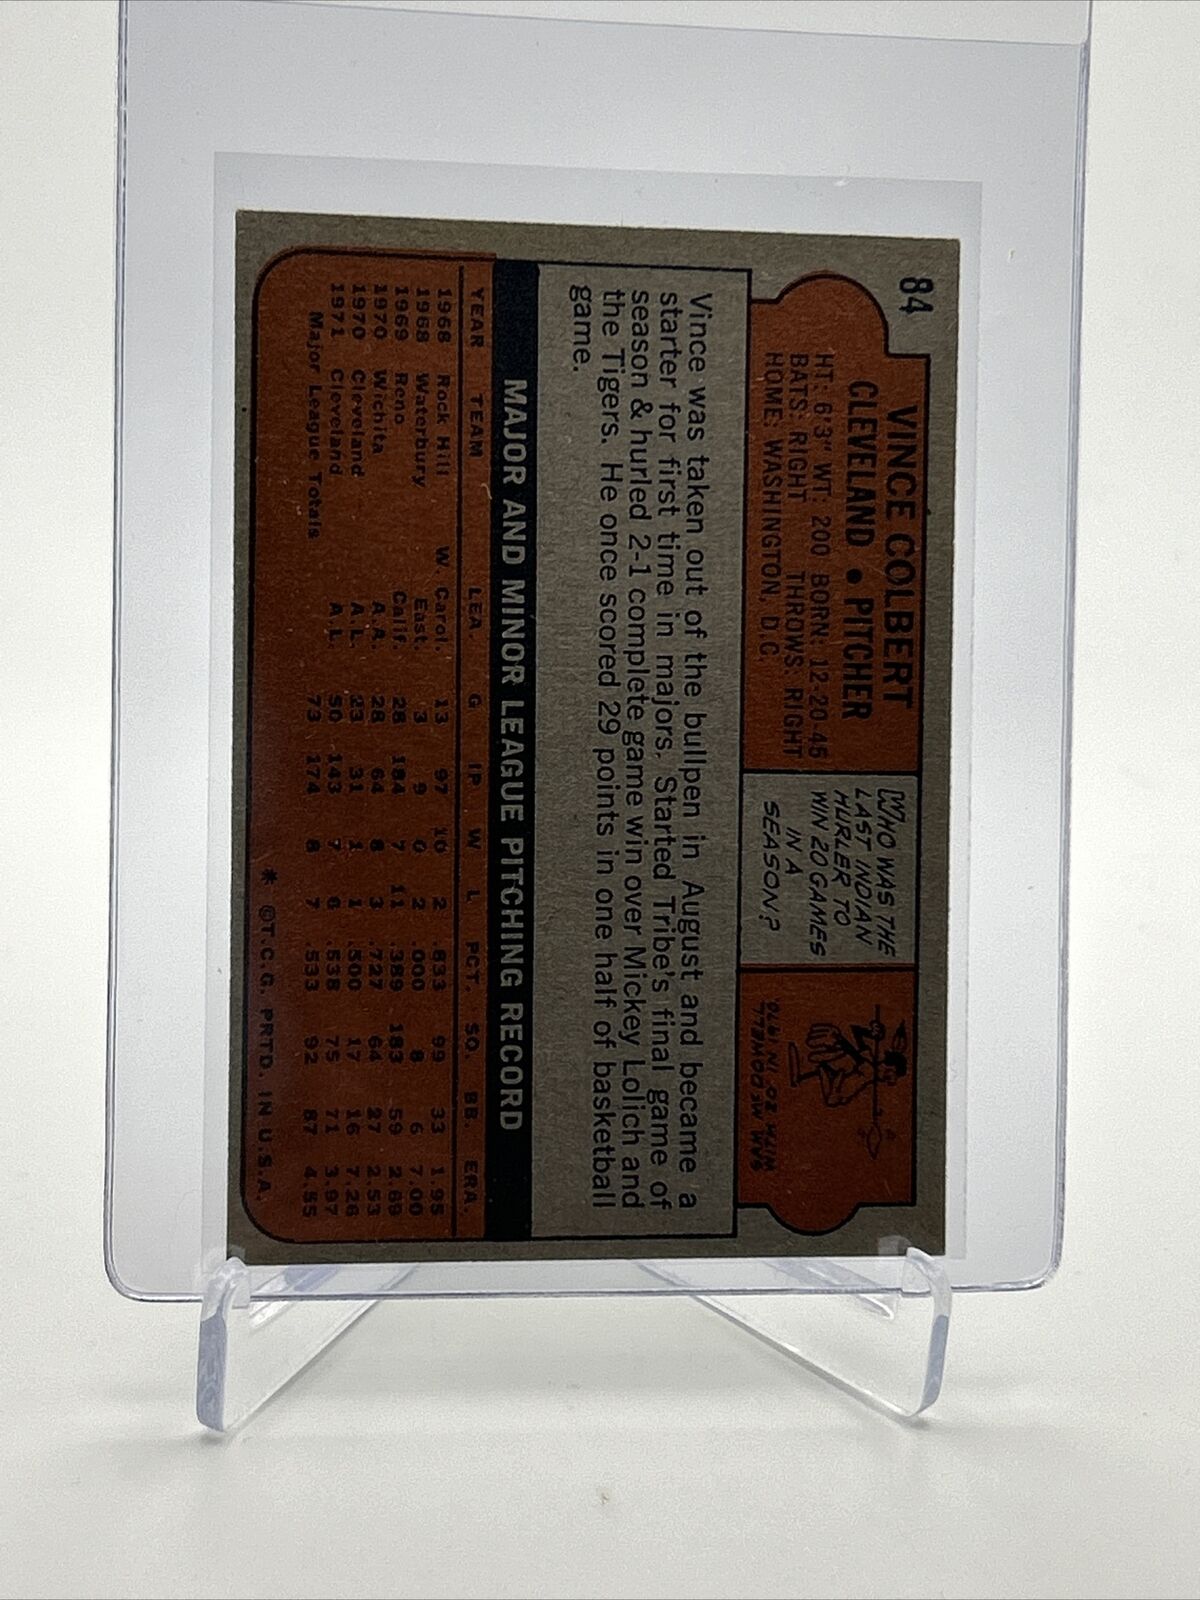 84
VINCE COLBERT
CLEVELAND • PITCHER
HT: 6'3" WT: 200 BORN: 12-20-45
BATS: RIGHT THROWS: RIGHT
HOME: WASHINGTON, D.C.
WHO WAS THE
LAST INDIAN
HURLER TO
WIN 20 GAMES
IN A
SEASON?
SAM McDOWELL
WITH 20 IN 1970.
Vince was taken out of the bullpen in August and became a
starter for first time in majors. Started Tribe's final game of
season & hurled 2-1 complete game win over Mickey Lolich and
the Tigers. He once scored 29 points in one half of basketball
game.
MAJOR AND MINOR LEAGUE PITCHING RECORD
YEAR TEAM LEA. G IP W L PCT. SO. BB. ERA.
1968 Rock Hill W. Carol. 13 97 10 2 .833 99 33 1.95
1968 Waterbury East. 3 9 0 2 .000 8 6 7.00
1969 Reno Calif. 28 184 7 11 .389 183 59 2.69
1970 Wichita A.A. 28 64 8 3 .727 64 27 2.53
1970 Cleveland A.L. 23 31 1 1 .500 17 16 7.26
1971 Cleveland A.L. 50 143 7 6 .538 75 71 3.97
Major League Totals 73 174 8 7 .533 92 87 4.55
* ©T.C.G. PRTD. IN U.S.A.